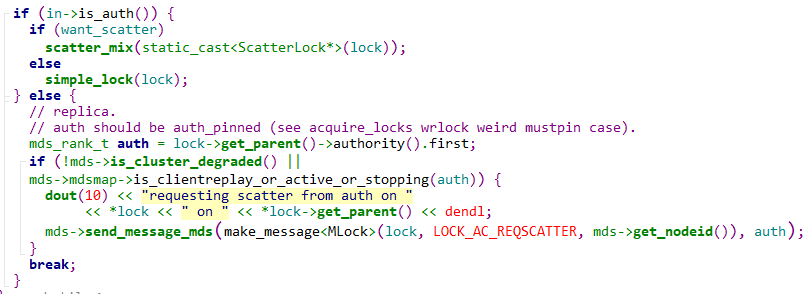 if (in->is_auth()) {
if (want_scatter)
scatter_mix(static_cast<ScatterLock*>(lock));
else
simple_lock(lock);
} else {
// replica.
// auth should be auth_pinned (see acquire_locks wrlock weird mustpin case).
mds_rank_t auth = lock->get_parent()->authority().first;
if (!mds->is_cluster_degraded() ||
mds->mdsmap->is_clientreplay_or_active_or_stopping(auth)) {
dout(10) << "requesting scatter from auth on "
<< *lock << " on " << *lock->get_parent() << dendl;
mds->send_message_mds(make_message<MLock>(lock, LOCK_AC_REQSCATTER, mds->get_nodeid()), auth);
}
break;
}